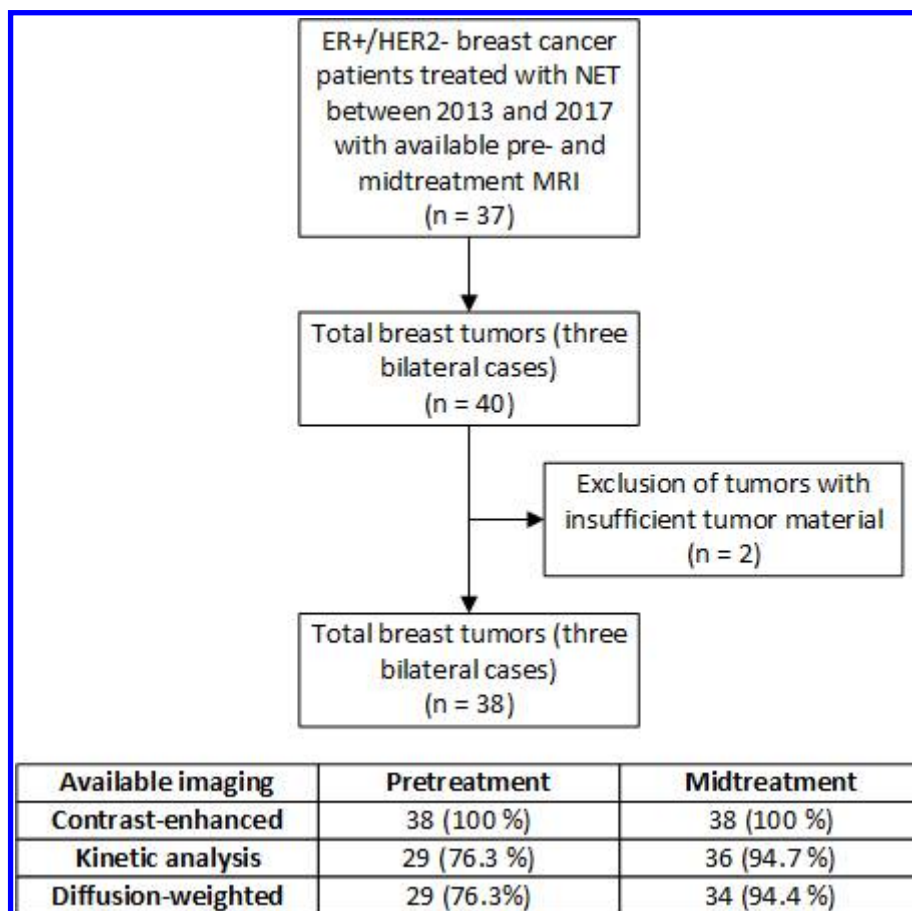 ER+/HER2- breast cancer
patients treated with NET
between 2013 and 2017
with available pre- and
midtreatment MRI
(n = 37)
Total breast tumors (three
bilateral cases)
(n = 40)
Exclusion of tumors with
insufficient tumor material
(n = 2)
Total breast tumors (three
bilateral cases)
(n = 38)
Available imaging Pretreatment Midtreatment
Contrast-enhanced 38 (100 %) 38 (100 %)
Kinetic analysis 29 (76.3 %) 36 (94.7 %)
Diffusion-weighted 29 (76.3%) 34 (94.4 %)